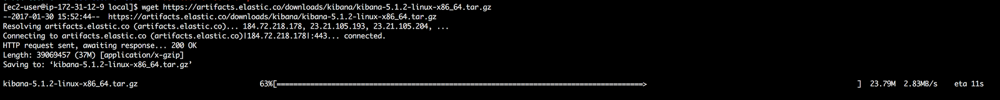 [ec2-user@ip-172-31-12-9 local]$ wget https://artifacts.elastic.co/downloads/kibana/kibana-5.1.2-linux-x86_64.tar.gz
--2017-01-30 15:52:44--  https://artifacts.elastic.co/downloads/kibana/kibana-5.1.2-linux-x86_64.tar.gz
Resolving artifacts.elastic.co (artifacts.elastic.co)... 184.72.218.178, 23.21.105.193, 23.21.105.204, ...
Connecting to artifacts.elastic.co (artifacts.elastic.co)|184.72.218.178|:443... connected.
HTTP request sent, awaiting response... 200 OK
Length: 39069457 (37M) [application/x-gzip]
Saving to: ‘kibana-5.1.2-linux-x86_64.tar.gz’
kibana-5.1.2-linux-x86_64.tar.gz 63%[=======================================================================================> ] 23.79M 2.83MB/s eta 11s